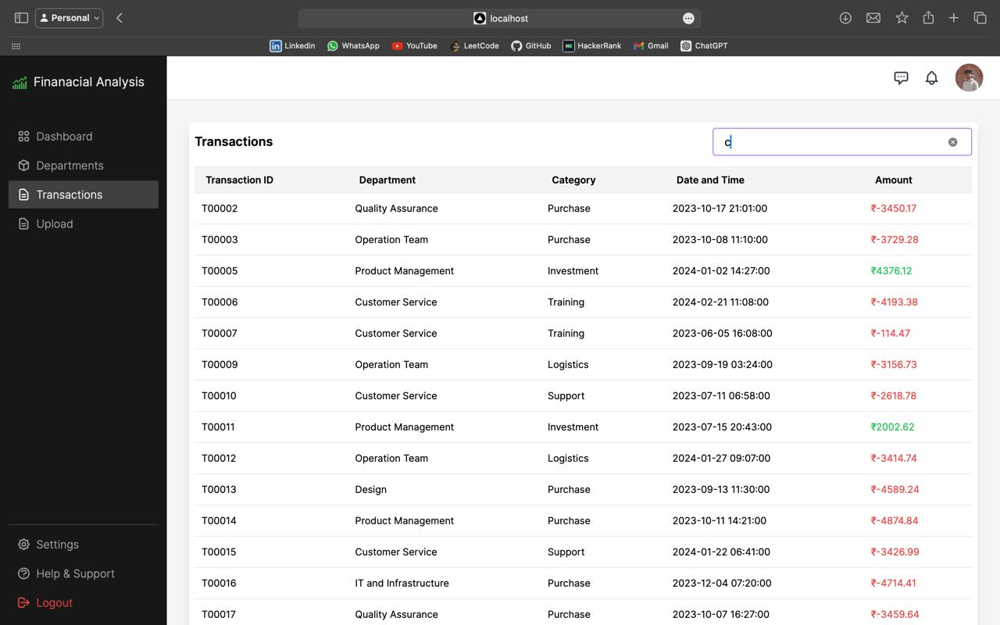 Personal
localhost
Linkedin WhatsApp YouTube LeetCode GitHub HackerRank Gmail ChatGPT
Finanacial Analysis
Dashboard
Departments
Transactions
Upload
Settings
Help & Support
Logout
Transactions
c
Transaction ID Department Category Date and Time Amount
T00002 Quality Assurance Purchase 2023-10-17 21:01:00 ₹-3450.17
T00003 Operation Team Purchase 2023-10-08 11:10:00 ₹-3729.28
T00005 Product Management Investment 2024-01-02 14:27:00 ₹4376.12
T00006 Customer Service Training 2024-02-21 11:08:00 ₹-4193.38
T00007 Customer Service Training 2023-06-05 16:08:00 ₹-114.47
T00009 Operation Team Logistics 2023-09-19 03:24:00 ₹-3156.73
T00010 Customer Service Support 2023-07-11 06:58:00 ₹-2618.78
T00011 Product Management Investment 2023-07-15 20:43:00 ₹2002.62
T00012 Operation Team Logistics 2024-01-27 09:07:00 ₹-3414.74
T00013 Design Purchase 2023-09-13 11:30:00 ₹-4589.24
T00014 Product Management Purchase 2023-10-11 14:21:00 ₹-4874.84
T00015 Customer Service Support 2024-01-22 06:41:00 ₹-3426.99
T00016 IT and Infrastructure Purchase 2023-12-04 07:20:00 ₹-4714.41
T00017 Quality Assurance Purchase 2023-10-07 16:27:00 ₹-3459.64